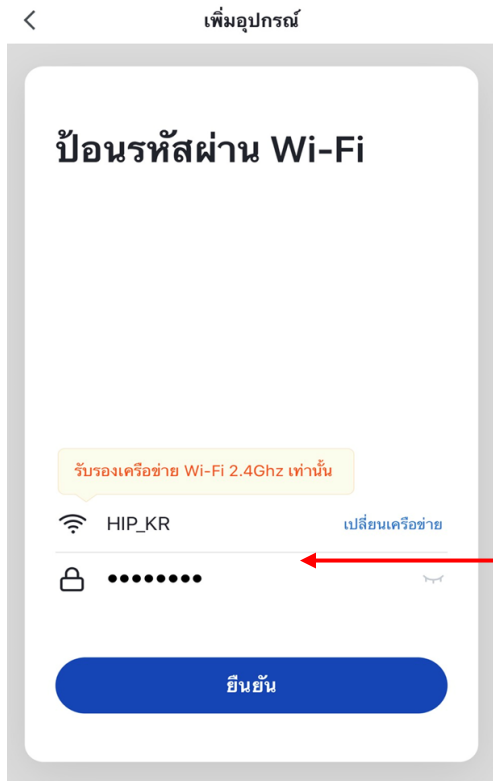 เพิ่มอุปกรณ์
ป้อนรหัสผ่าน Wi-Fi
รับรองเครือข่าย Wi-Fi 2.4Ghz เท่านั้น
HIP_KR เปลี่ยนเครือข่าย
••••••••
ยืนยัน